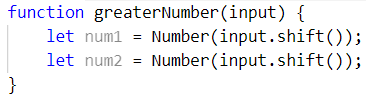 function greaterNumber(input) {
    let num1 = Number(input.shift());
    let num2 = Number(input.shift());
}